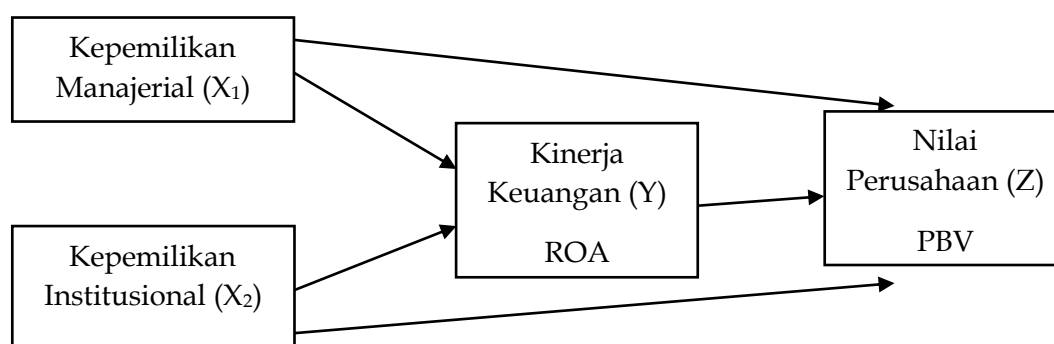 Kepemilikan
Manajerial (X₁)
Kinerja
Keuangan (Y)
ROA
Nilai
Perusahaan (Z)
PBV
Kepemilikan
Institusional (X₂)